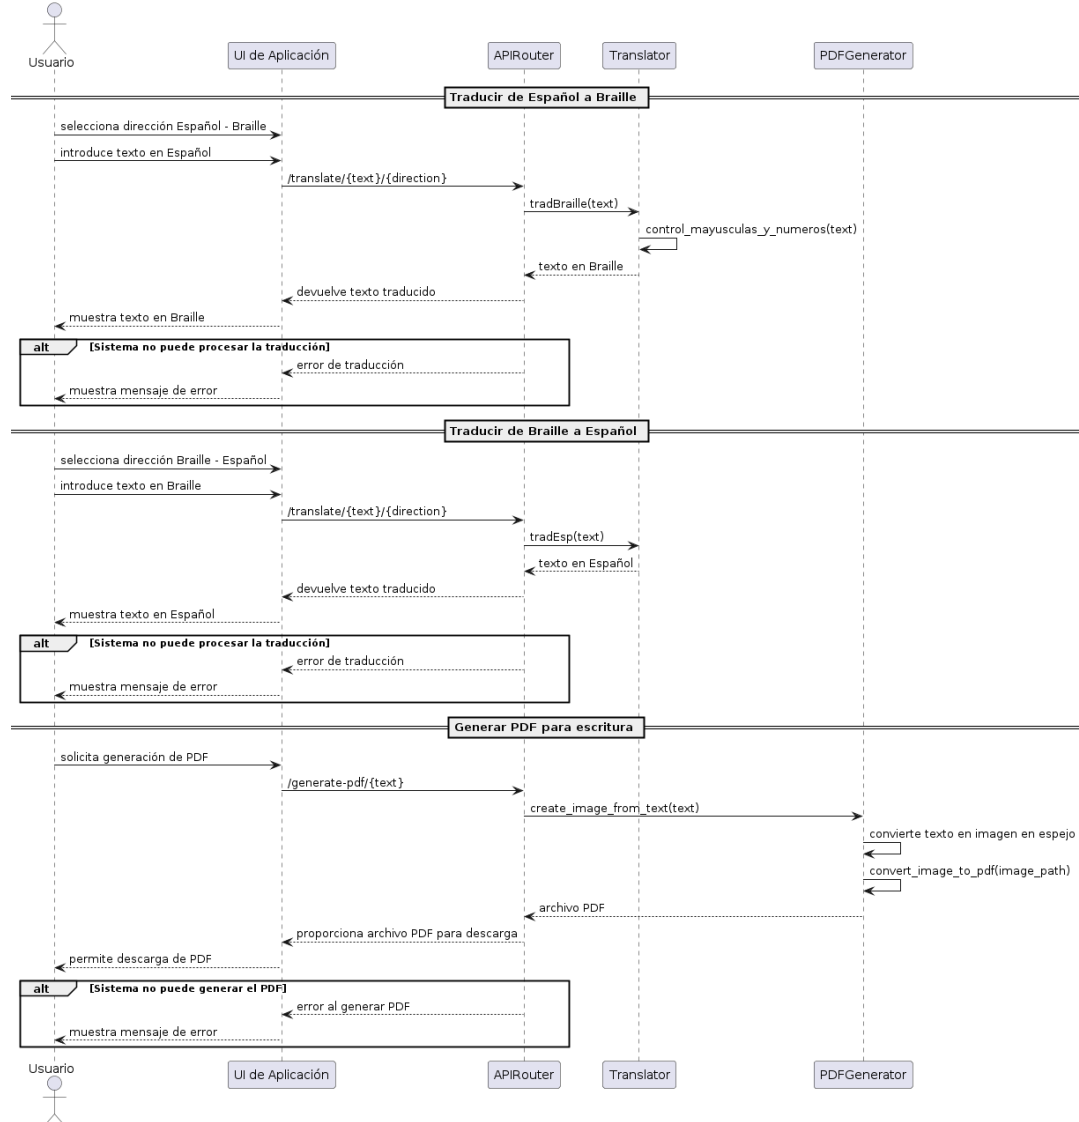 Usuario
UI de Aplicación
APIRouter
Translator
PDFGenerator
Traducir de Español a Braille
selecciona dirección Español - Braille
introduce texto en Español
/translate/{text}/{direction}
tradBraille(text)
control_mayusculas_y_numeros(text)
texto en Braille
devuelve texto traducido
muestra texto en Braille
alt [Sistema no puede procesar la traducción]
error de traducción
muestra mensaje de error
Traducir de Braille a Español
selecciona dirección Braille - Español
introduce texto en Braille
/translate/{text}/{direction}
tradEsp(text)
texto en Español
devuelve texto traducido
muestra texto en Español
alt [Sistema no puede procesar la traducción]
error de traducción
muestra mensaje de error
Generar PDF para escritura
solicita generación de PDF
/generate-pdf/{text}
create_image_from_text(text)
convierte texto en imagen en espejo
convert_image_to_pdf(image_path)
archivo PDF
proporciona archivo PDF para descarga
permite descarga de PDF
alt [Sistema no puede generar el PDF]
error al generar PDF
muestra mensaje de error
Usuario
UI de Aplicación
APIRouter
Translator
PDFGenerator